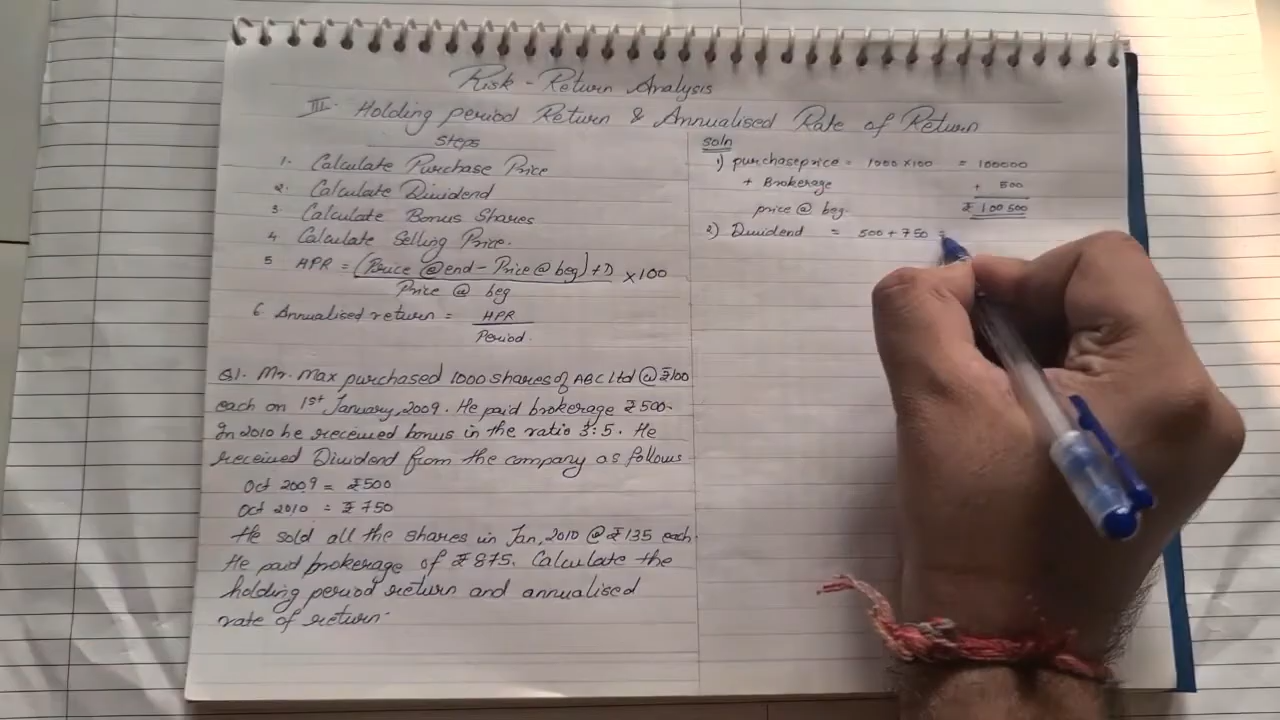 Risk - Return Analysis
III. Holding period Return & Annualised Rate of Return
Steps
1. Calculate Purchase Price
2. Calculate Dividend
3. Calculate Bonus Shares
4 Calculate Selling Price.
5 HPR = (Price @end - Price @ beg) + D × 100
Price @ beg
6. Annualised return = HPR
Period.
Q1. Mr. Max purchased 1000 shares of ABC Ltd @ ₹100
each on 1st January, 2009. He paid brokerage ₹500.
In 2010 he received bonus in the ratio 3:5. He
received Dividend from the company as follows
Oct 2009 = ₹500
Oct 2010 = ₹750
He sold all the shares in Jan, 2010 @ ₹135 each.
He paid brokerage of ₹875. Calculate the
holding period return and annualised
rate of return.
soln
1) purchase price = 1000 × 100 = 100000
+ Brokerage + 500
price @ beg. ₹ 100500
2) Dividend = 500 + 750 =